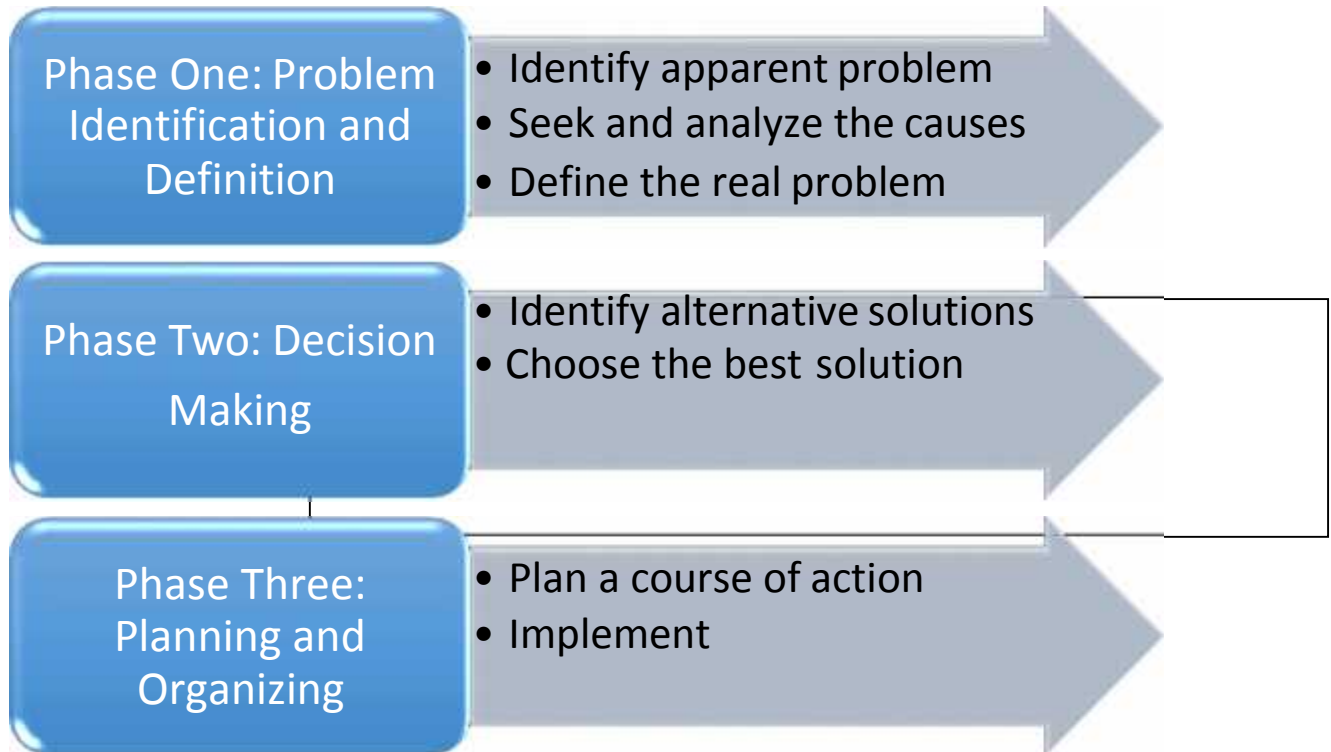 Phase One: Problem
Identification and
Definition
• Identify apparent problem
• Seek and analyze the causes
• Define the real problem
Phase Two: Decision
Making
• Identify alternative solutions
• Choose the best solution
Phase Three:
Planning and
Organizing
• Plan a course of action
• Implement